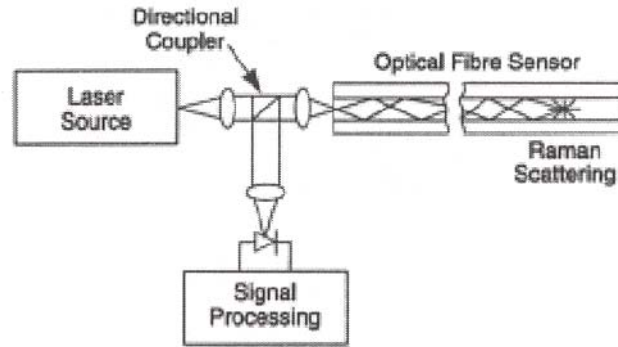 Directional
Coupler
Optical Fibre Sensor
Laser
Source
Raman
Scattering
Signal
Processing